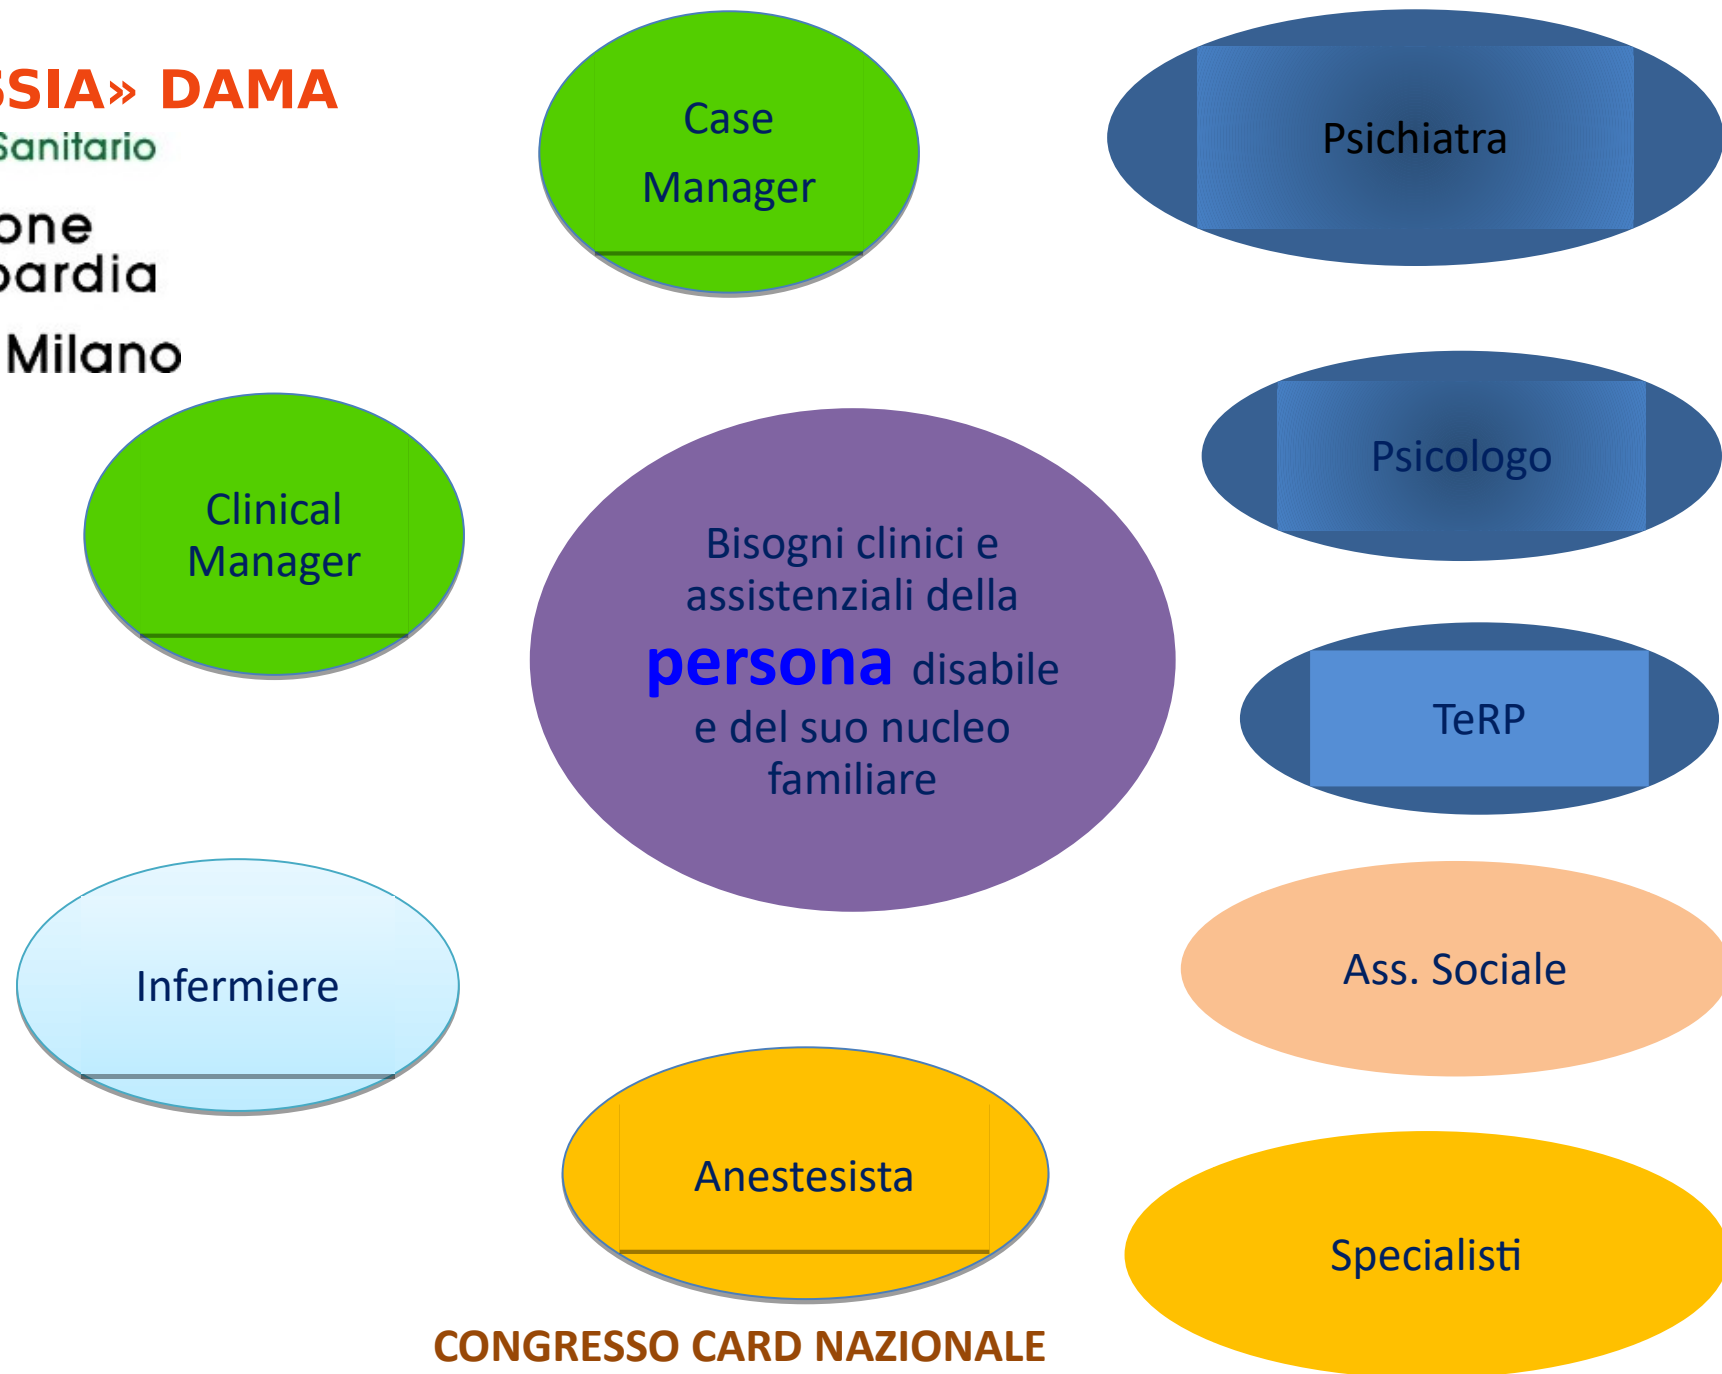 SSIA» DAMA
Sanitario
one
bardia
Milano
Case
Manager
Psichiatra
Clinical
Manager
Bisogni clinici e
assistenziali della
persona disabile
e del suo nucleo
familiare
Psicologo
TeRP
Infermiere
Ass. Sociale
Anestesista
Specialisti
CONGRESSO CARD NAZIONALE